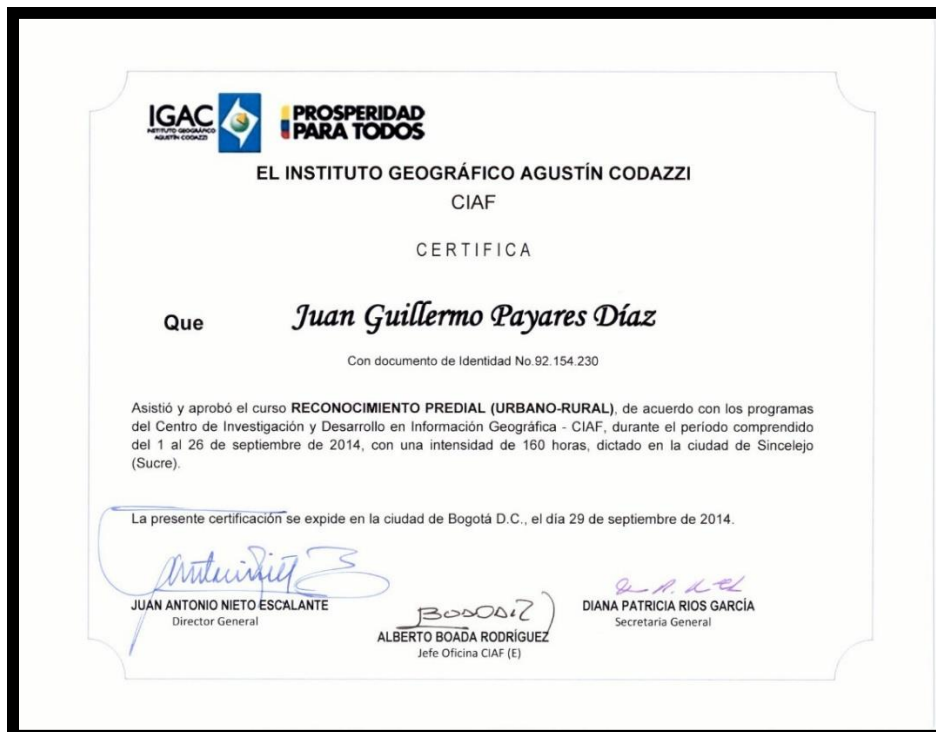 IGAC
INSTITUTO GEOGRÁFICO
AGUSTÍN CODAZZI
PROSPERIDAD
PARA TODOS
EL INSTITUTO GEOGRÁFICO AGUSTÍN CODAZZI
CIAF
CERTIFICA
Que Juan Guillermo Payares Díaz
Con documento de Identidad No.92.154.230
Asistió y aprobó el curso RECONOCIMIENTO PREDIAL (URBANO-RURAL), de acuerdo con los programas
del Centro de Investigación y Desarrollo en Información Geográfica - CIAF, durante el período comprendido
del 1 al 26 de septiembre de 2014, con una intensidad de 160 horas, dictado en la ciudad de Sincelejo
(Sucre).
La presente certificación se expide en la ciudad de Bogotá D.C., el día 29 de septiembre de 2014.
JUAN ANTONIO NIETO ESCALANTE
Director General
ALBERTO BOADA RODRÍGUEZ
Jefe Oficina CIAF (E)
DIANA PATRICIA RIOS GARCÍA
Secretaria General